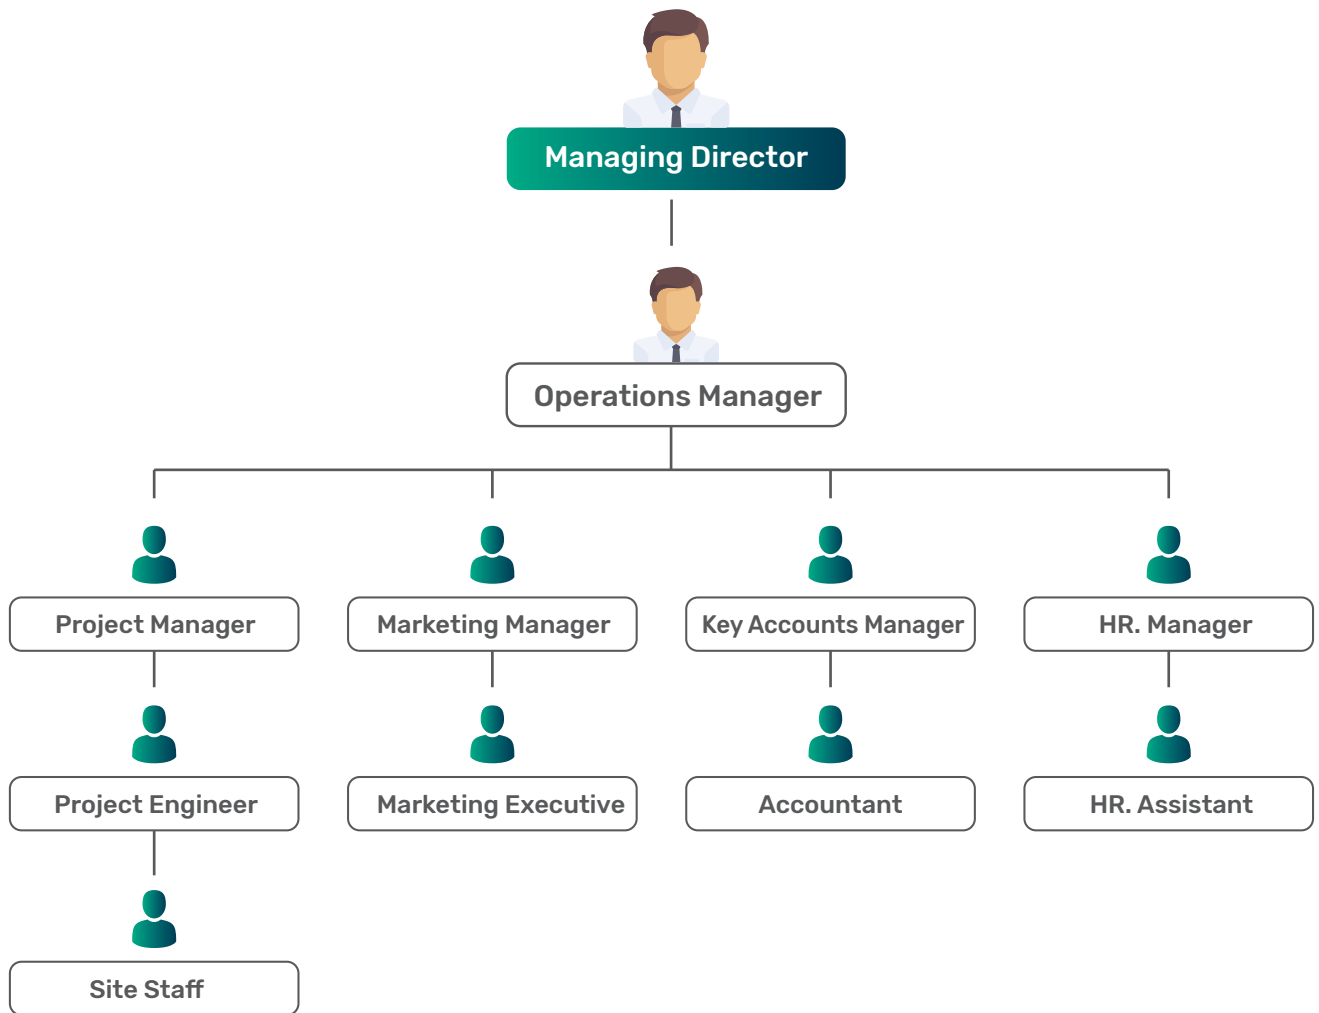 Managing Director
Operations Manager
Project Manager
Marketing Manager
Key Accounts Manager
HR. Manager
Project Engineer
Marketing Executive
Accountant
HR. Assistant
Site Staff